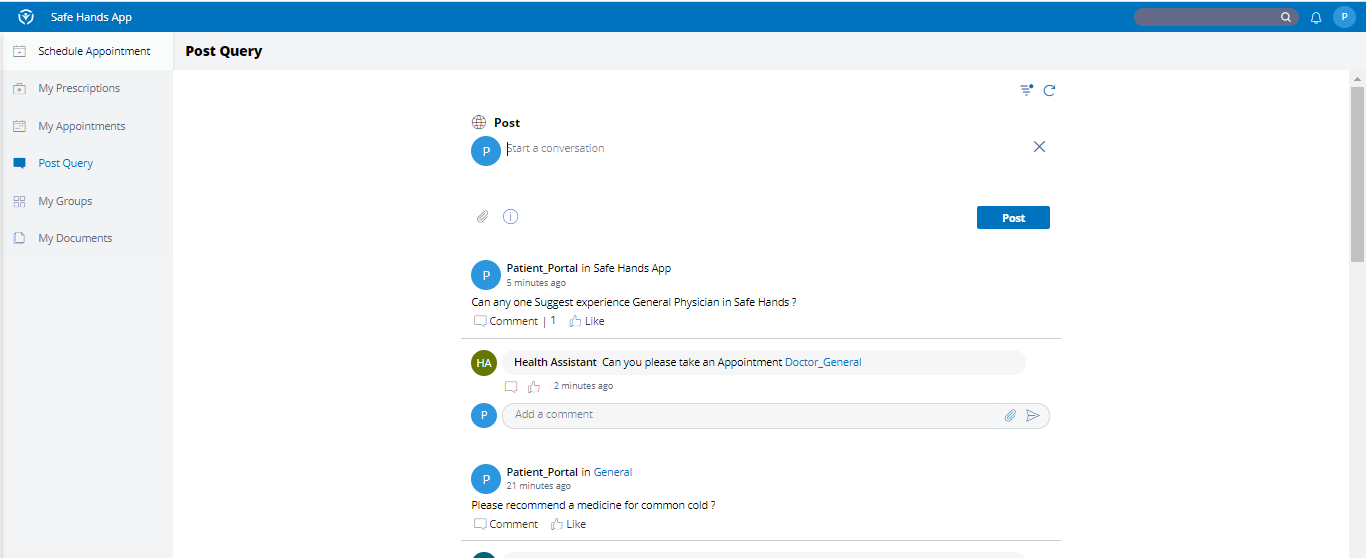 Safe Hands App
P
Schedule Appointment
My Prescriptions
My Appointments
Post Query
My Groups
My Documents
Post Query
Post
P
Start a conversation
Post
P
Patient_Portal in Safe Hands App
5 minutes ago
Can any one Suggest experience General Physician in Safe Hands ?
Comment | 1 Like
HA
Health Assistant Can you please take an Appointment Doctor_General
2 minutes ago
P
Add a comment
P
Patient_Portal in General
21 minutes ago
Please recommend a medicine for common cold ?
Comment Like